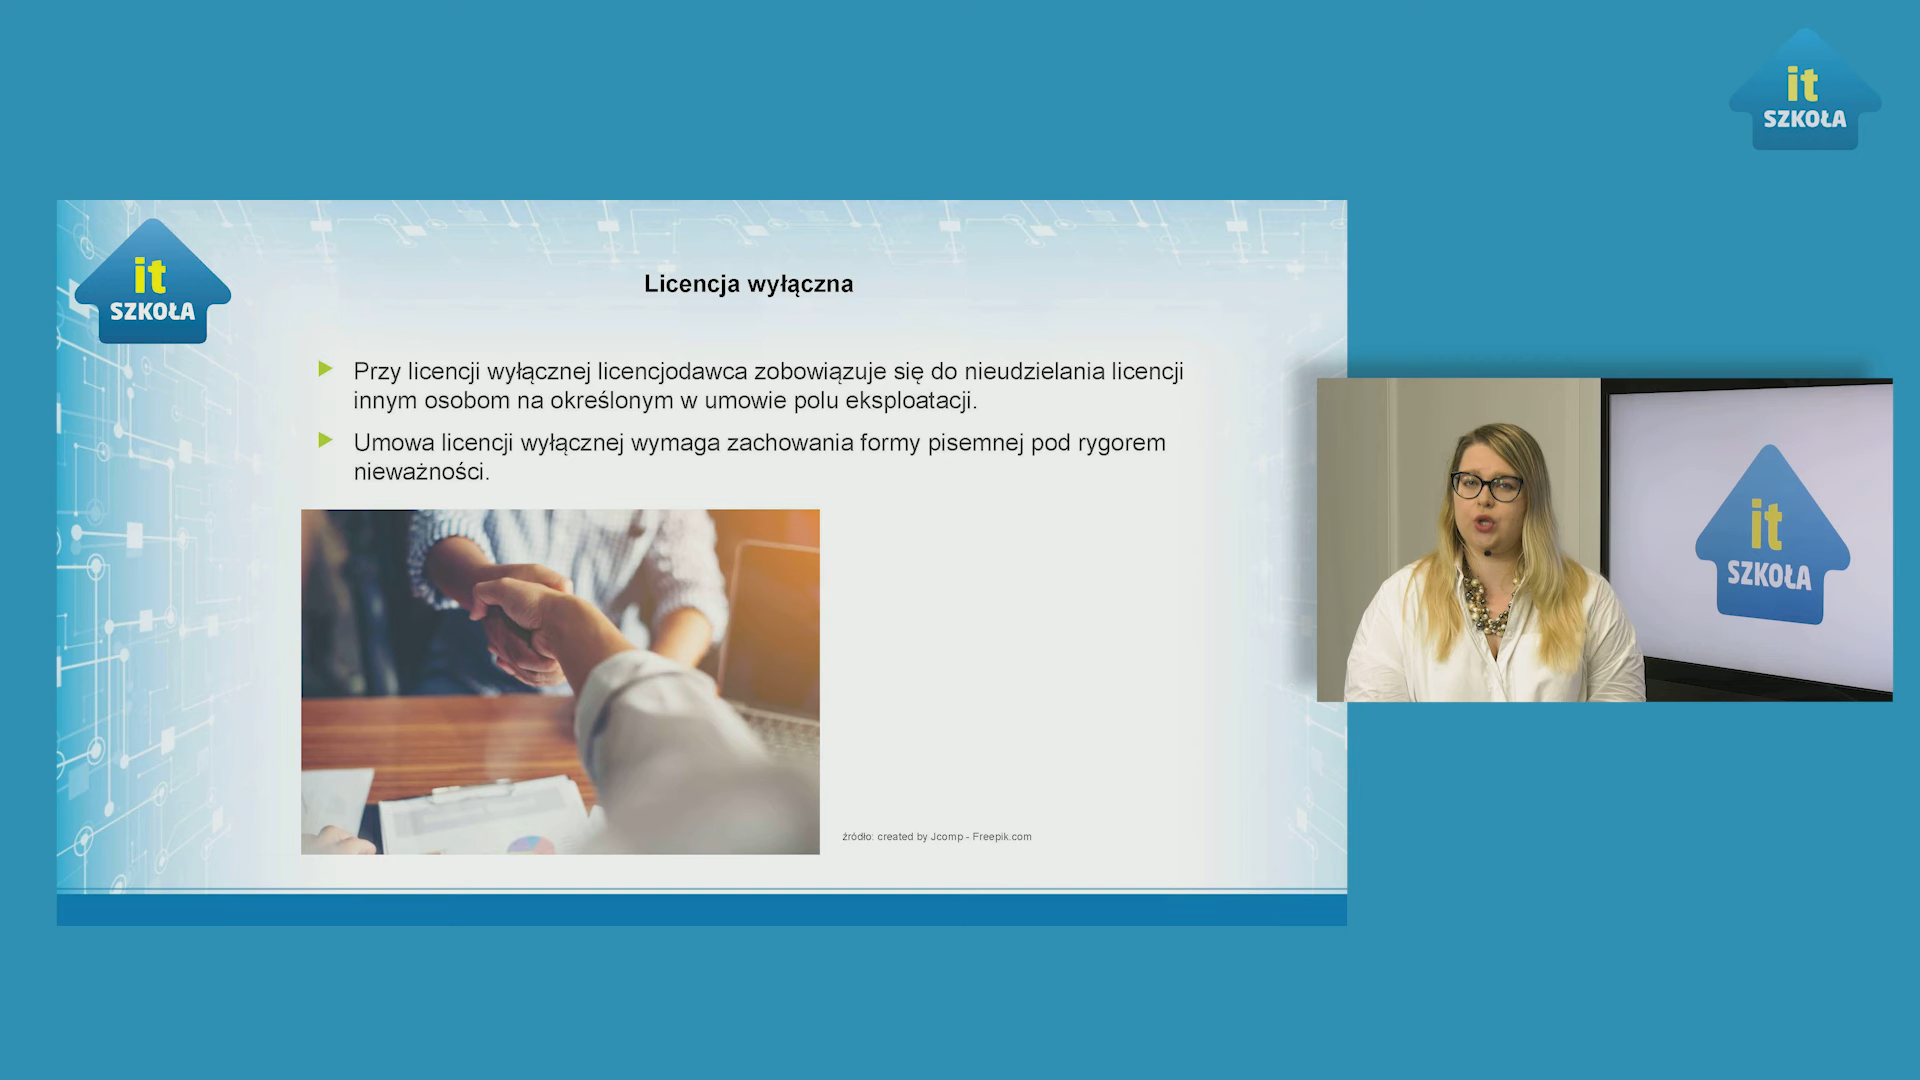 it
SZKOŁA
it
SZKOŁA
Licencja wyłączna
Przy licencji wyłącznej licencjodawca zobowiązuje się do nieudzielania licencji
innym osobom na określonym w umowie polu eksploatacji.
Umowa licencji wyłącznej wymaga zachowania formy pisemnej pod rygorem
nieważności.
źródło: created by Jcomp - Freepik.com
it
SZKOŁA